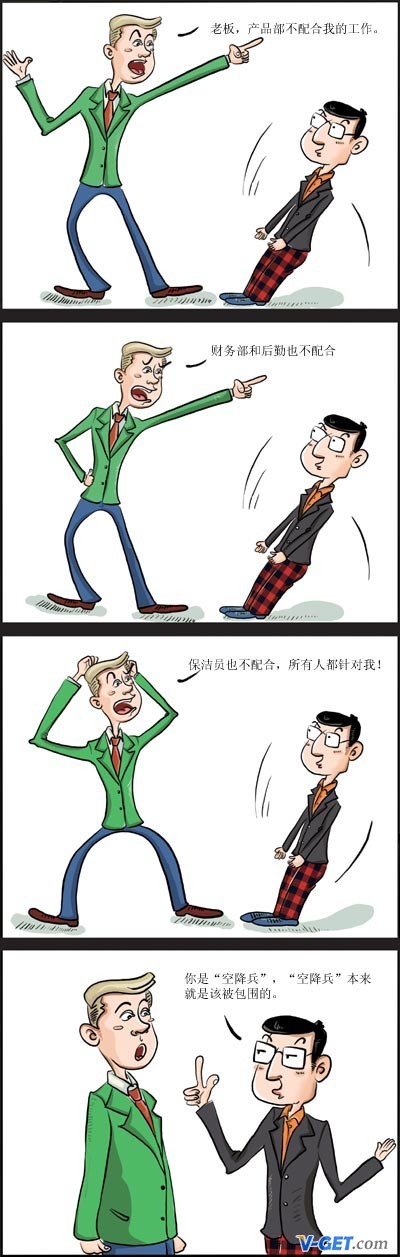 老板，产品部不配合我的工作。
财务部和后勤也不配合
保洁员也不配合，所有人都针对我！
你是“空降兵”，“空降兵”本来
就是该被包围的。
V-GET.com